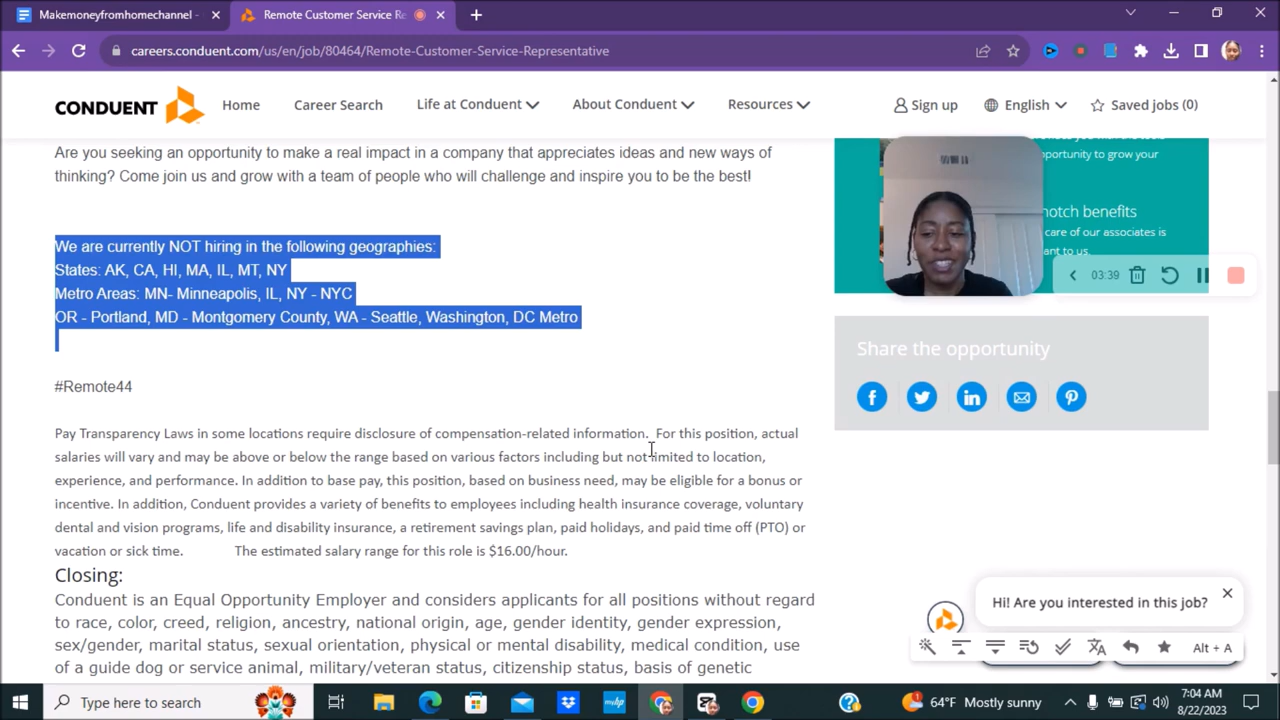 Makemoneyfromhomechannel -
Remote Customer Service Re
careers.conduent.com/us/en/job/80464/Remote-Customer-Service-Representative
CONDUENT
Home
Career Search
Life at Conduent
About Conduent
Resources
Sign up
English
Saved jobs (0)
Are you seeking an opportunity to make a real impact in a company that appreciates ideas and new ways of
thinking? Come join us and grow with a team of people who will challenge and inspire you to be the best!
opportunity to grow your
notch benefits
care of our associates is
nt to us.
03:39
We are currently NOT hiring in the following geographies:
States: AK, CA, HI, MA, IL, MT, NY
Metro Areas: MN- Minneapolis, IL, NY - NYC
OR - Portland, MD - Montgomery County, WA - Seattle, Washington, DC Metro
Share the opportunity
#Remote44
Pay Transparency Laws in some locations require disclosure of compensation-related information.  For this position, actual
salaries will vary and may be above or below the range based on various factors including but not limited to location,
experience, and performance. In addition to base pay, this position, based on business need, may be eligible for a bonus or
incentive. In addition, Conduent provides a variety of benefits to employees including health insurance coverage, voluntary
dental and vision programs, life and disability insurance, a retirement savings plan, paid holidays, and paid time off (PTO) or
vacation or sick time.          The estimated salary range for this role is $16.00/hour.
Closing:
Conduent is an Equal Opportunity Employer and considers applicants for all positions without regard
to race, color, creed, religion, ancestry, national origin, age, gender identity, gender expression,
sex/gender, marital status, sexual orientation, physical or mental disability, medical condition, use
of a guide dog or service animal, military/veteran status, citizenship status, basis of genetic
Hi! Are you interested in this job?
Alt + A
Type here to search
64°F Mostly sunny
7:04 AM
8/22/2023